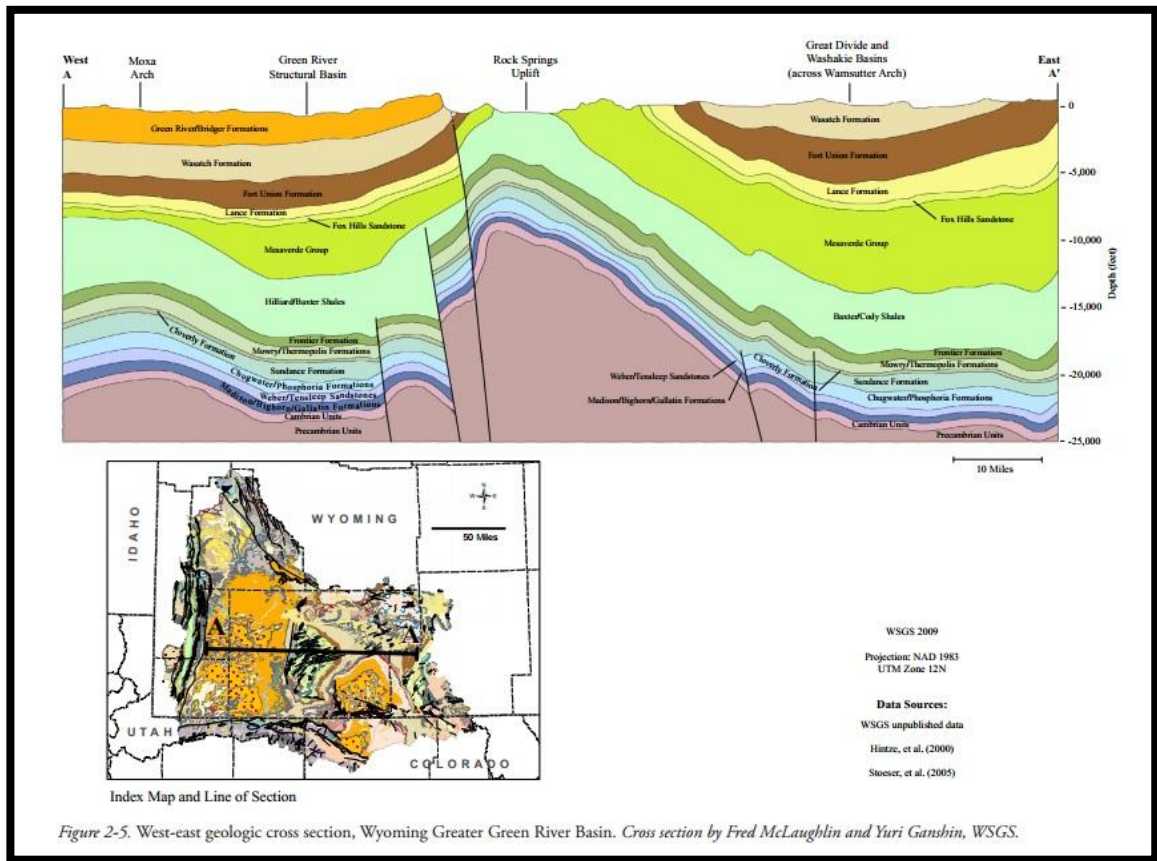 West
A
Moxa
Arch
Green River
Structural Basin
Rock Springs
Uplift
Great Divide and
Washakie Basins
(across Wamsutter Arch)
East
A'
Green River/Bridger Formations
Wasatch Formation
Fort Union Formation
Lance Formation
Fox Hills Sandstone
Mesaverde Group
Hilliard/Baxter Shales
Cloverly Formation
Frontier Formation
Mowry/Thermopolis Formations
Sundance Formation
Chugwater/Phosphoria Formations
Weber/Tensleep Sandstones
Madison/Bighorn/Gallatin Formations
Cambrian Units
Precambrian Units
Wasatch Formation
Fort Union Formation
Lance Formation
Fox Hills Sandstone
Mesaverde Group
Baxter/Cody Shales
Weber/Tensleep Sandstones
Madison/Bighorn/Gallatin Formations
Cloverly Formation
Frontier Formation
Mowry/Thermopolis Formations
Sundance Formation
Chugwater/Phosphoria Formations
Cambrian Units
Precambrian Units
0
-5,000
-10,000
-15,000
-20,000
-25,000
Depth (feet)
10 Miles
IDAHO
WYOMING
N
W
E
S
50 Miles
A
A'
UTAH
COLORADO
Index Map and Line of Section
WSGS 2009
Projection: NAD 1983
UTM Zone 12N
Data Sources:
WSGS unpublished data
Hintze, et al. (2000)
Stoeser, et al. (2005)
Figure 2-5. West-east geologic cross section, Wyoming Greater Green River Basin. Cross section by Fred McLaughlin and Yuri Ganshin, WSGS.